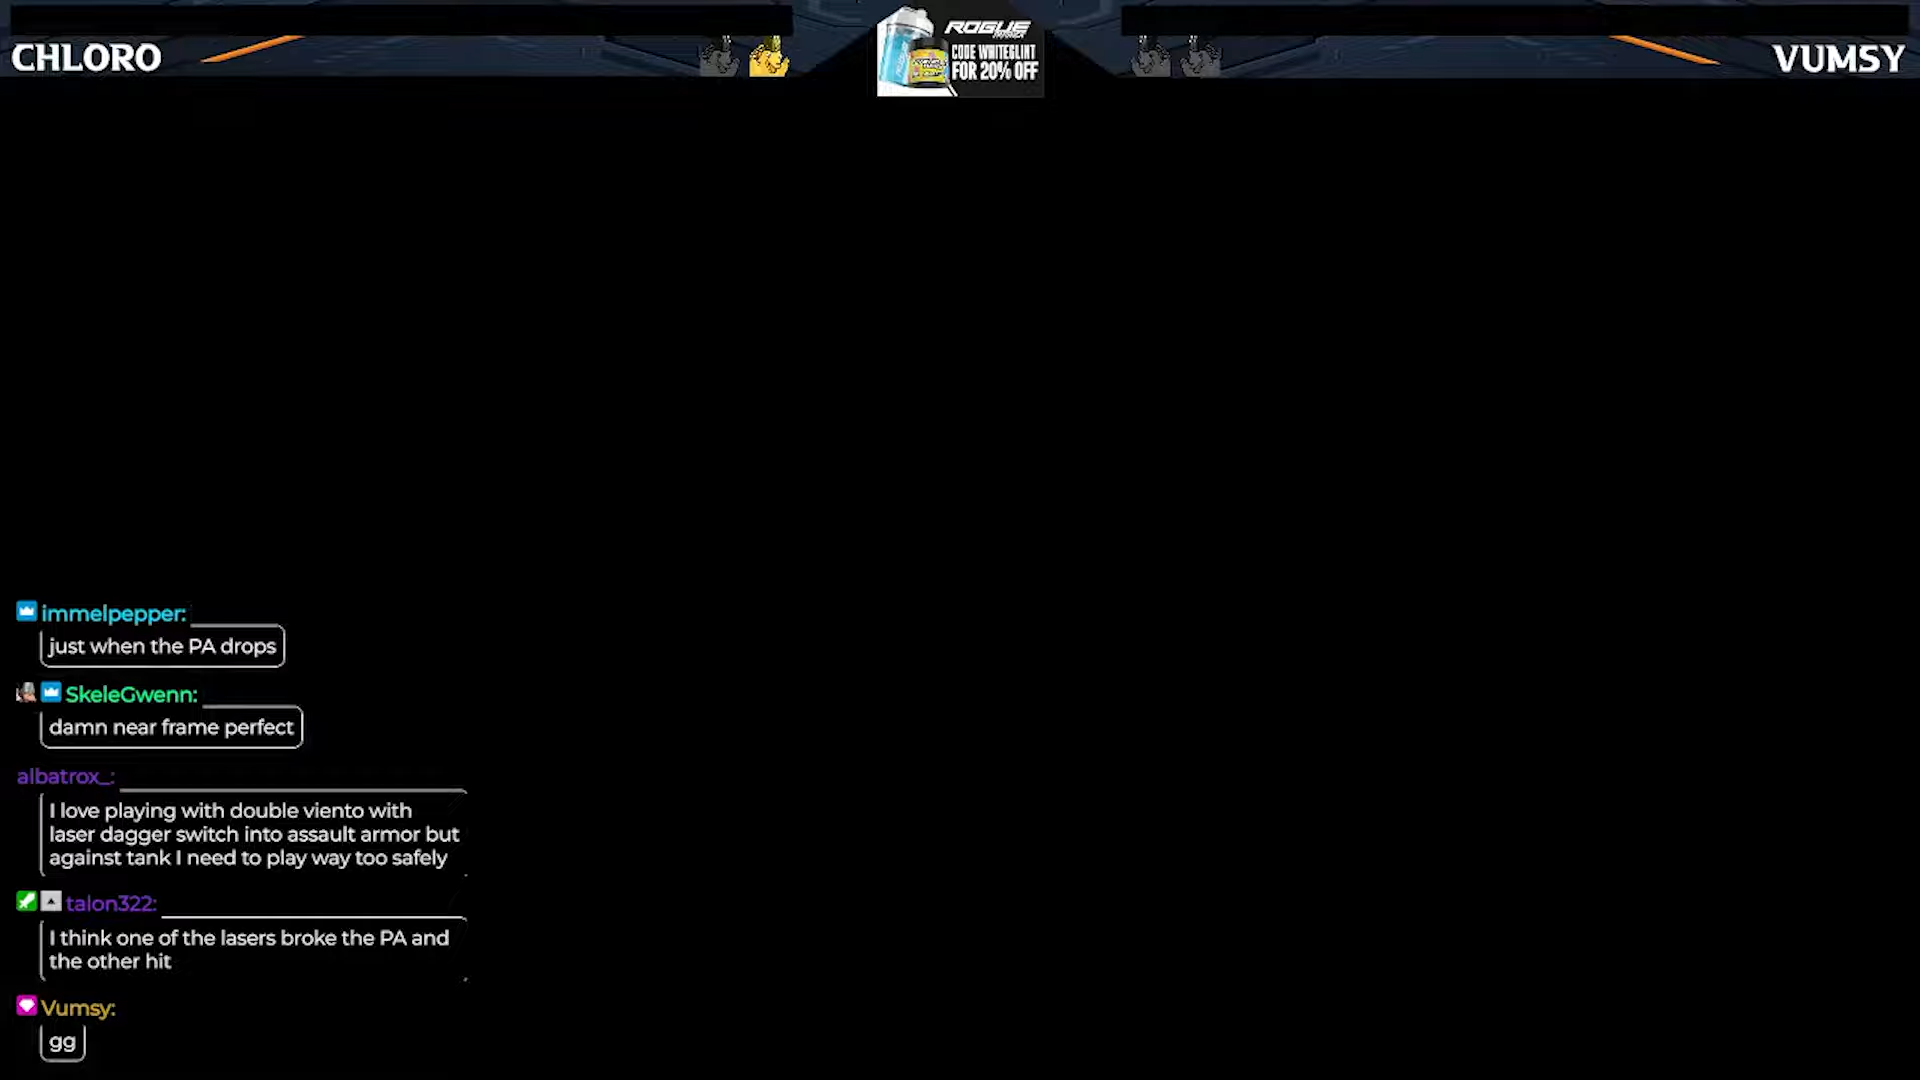 CHLORO
ROGUE
CODE WHITEGLINT
FOR 20% OFF
VUMSY
immelpepper:
just when the PA drops
SkeleGwenn:
damn near frame perfect
albatrox_:
I love playing with double viento with
laser dagger switch into assault armor but
against tank I need to play way too safely
talon322:
I think one of the lasers broke the PA and
the other hit
Vumsy:
gg